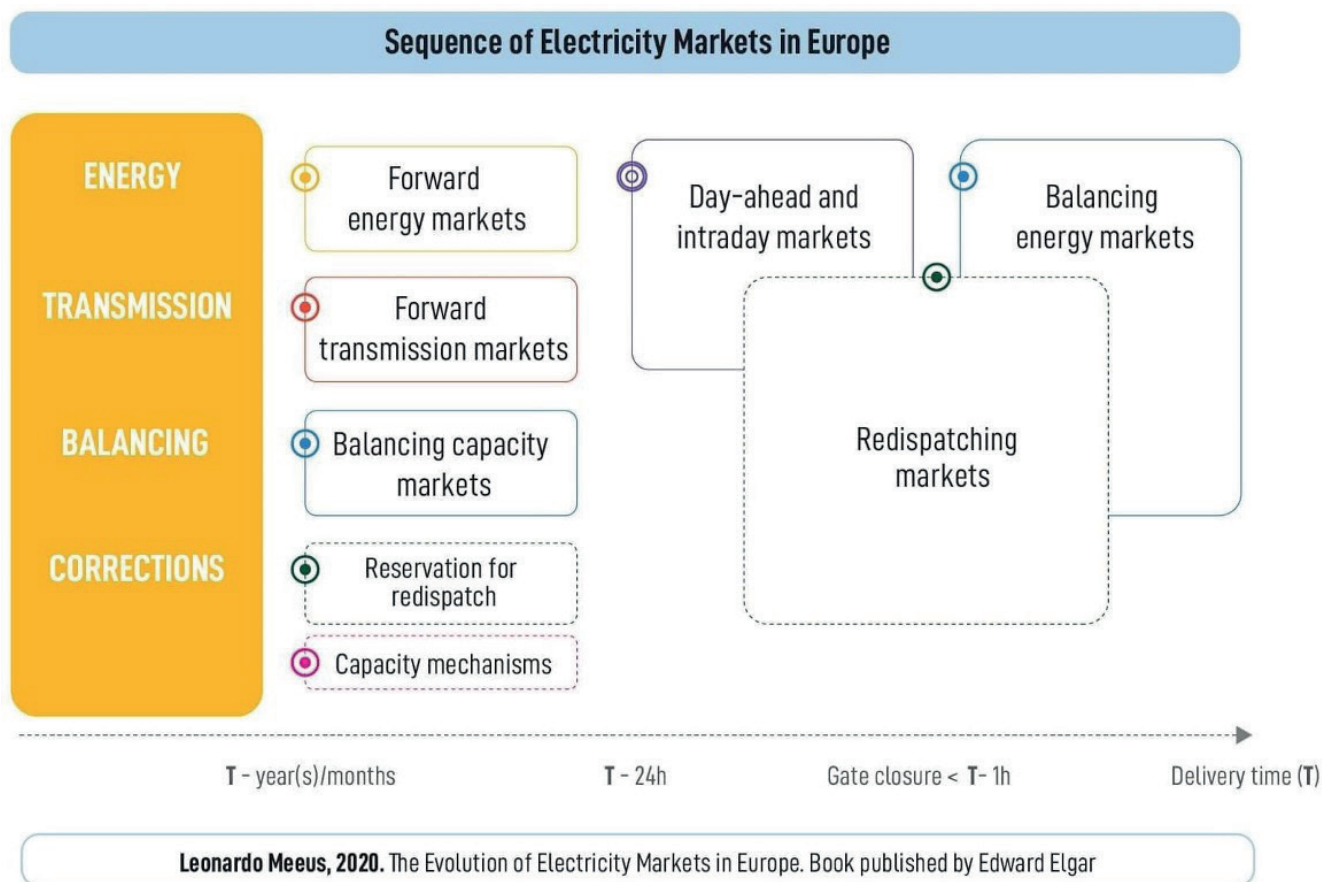 Sequence of Electricity Markets in Europe
ENERGY
TRANSMISSION
BALANCING
CORRECTIONS
Forward
energy markets
Forward
transmission markets
Balancing capacity
markets
Reservation for
redispatch
Capacity mechanisms
Day-ahead and
intraday markets
Balancing
energy markets
Redispatching
markets
T - year(s)/months
T - 24h
Gate closure < T- 1h
Delivery time (T)
Leonardo Meeus, 2020. The Evolution of Electricity Markets in Europe. Book published by Edward Elgar